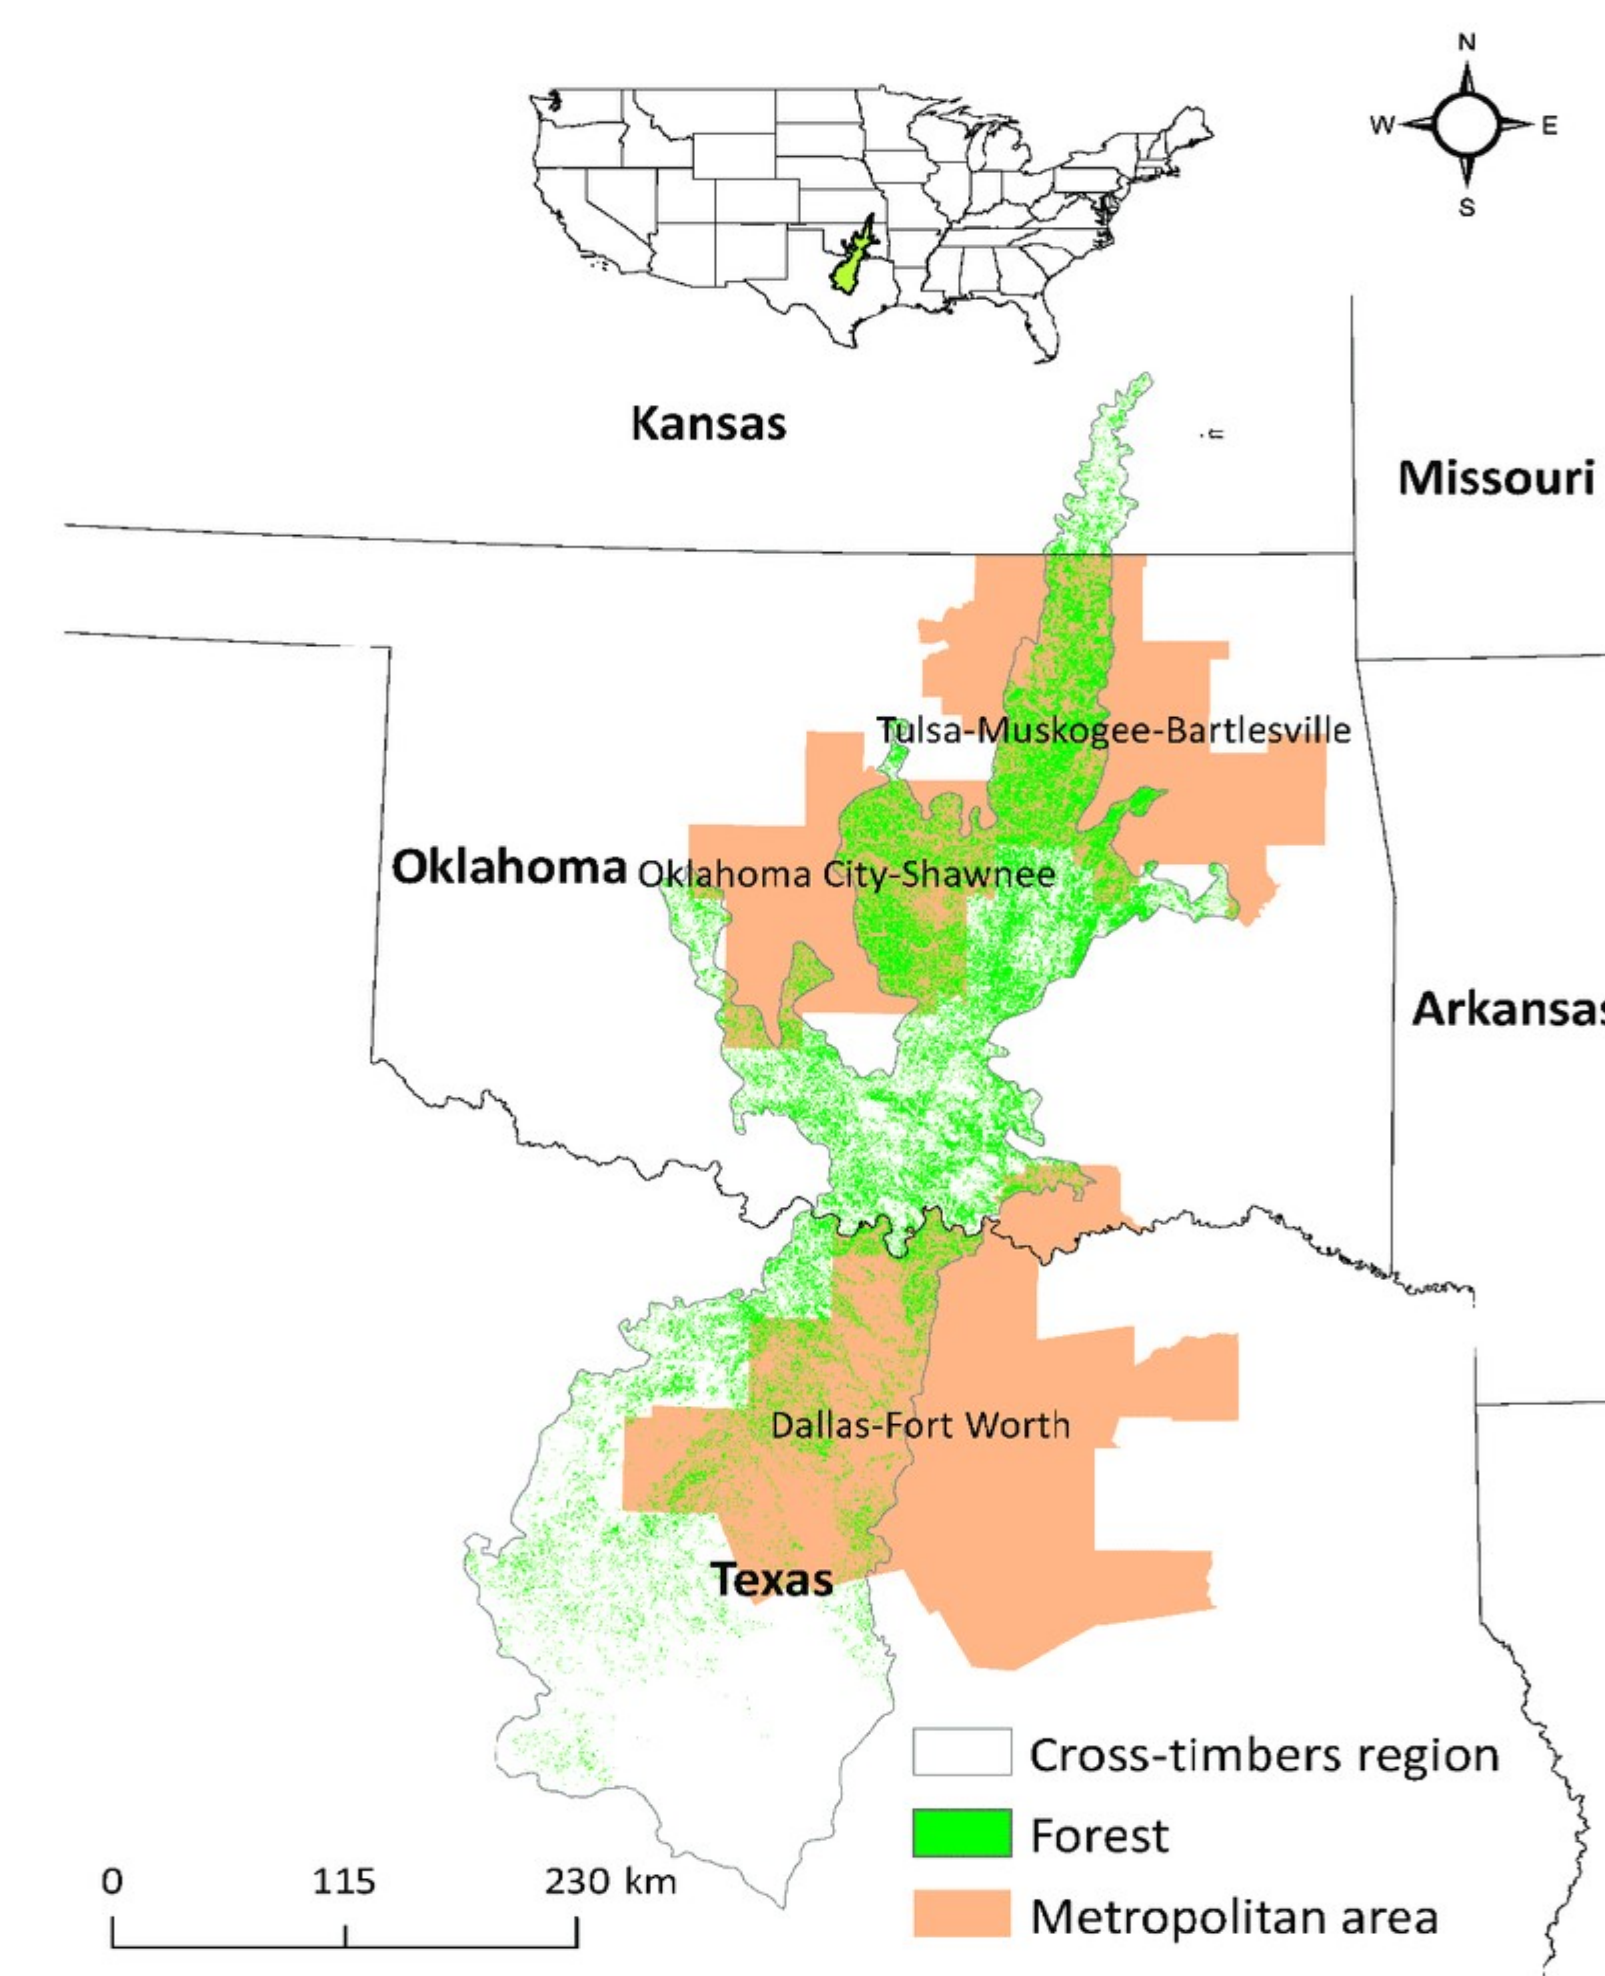 N
W E
S
Kansas
Missouri
Tulsa-Muskogee-Bartlesville
Oklahoma
Oklahoma City-Shawnee
Arkansas
Dallas-Fort Worth
Texas
Cross-timbers region
Forest
Metropolitan area
0 115 230 km